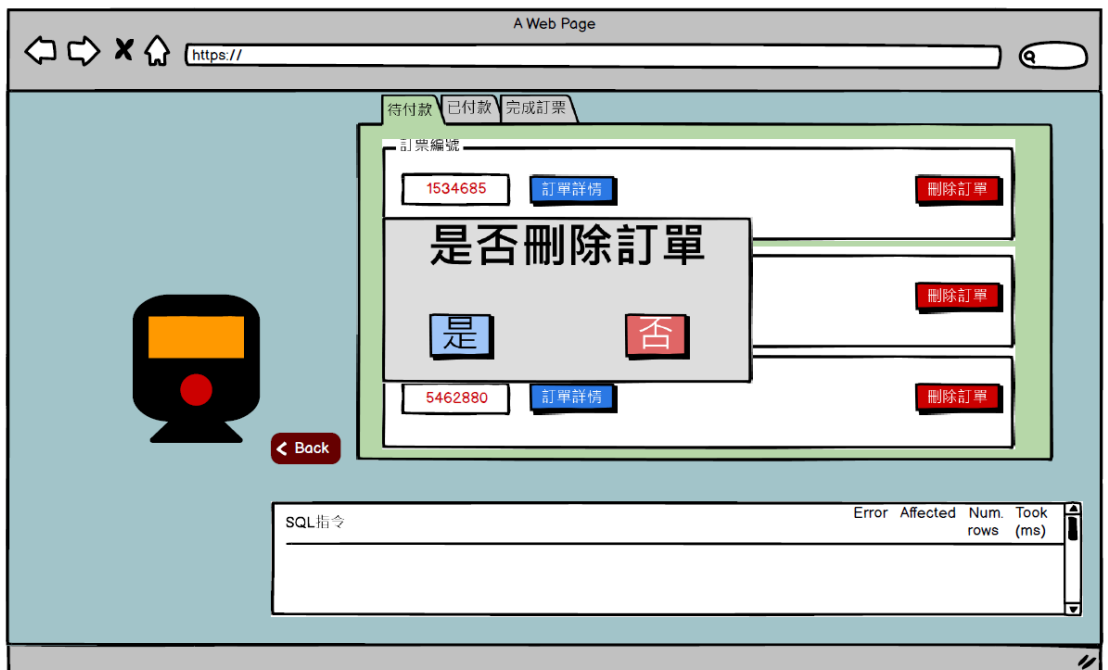 A Web Page
https://
待付款 已付款 完成訂票
訂票編號
1534685 訂單詳情 刪除訂單
是否刪除訂單
刪除訂單
是 否
5462880 訂單詳情 刪除訂單
Back
SQL指令 Error Affected Num. rows Took (ms)